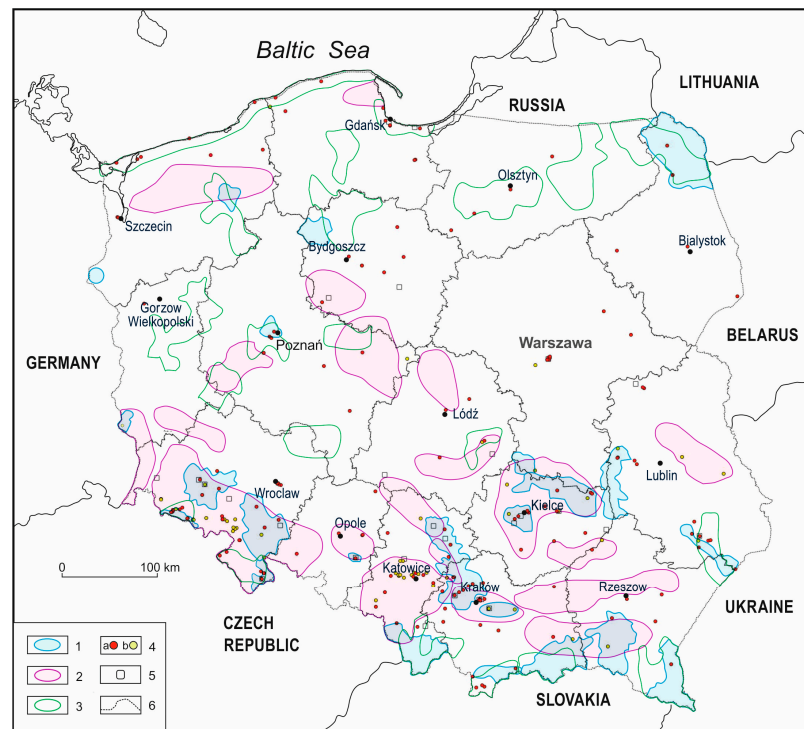 Baltic Sea
LITHUANIA
RUSSIA
Gdańsk
Olsztyn
Szczecin
Bydgoszcz
Bialystok
Gorzow
Wielkopolski
Poznań
Warszawa
BELARUS
GERMANY
Lódź
Lublin
Wroclaw
Kielce
Opole
0
100 km
Katowice
Kraków
Rzeszow
CZECH
REPUBLIC
UKRAINE
SLOVAKIA
1
a b 4
2
5
3
6